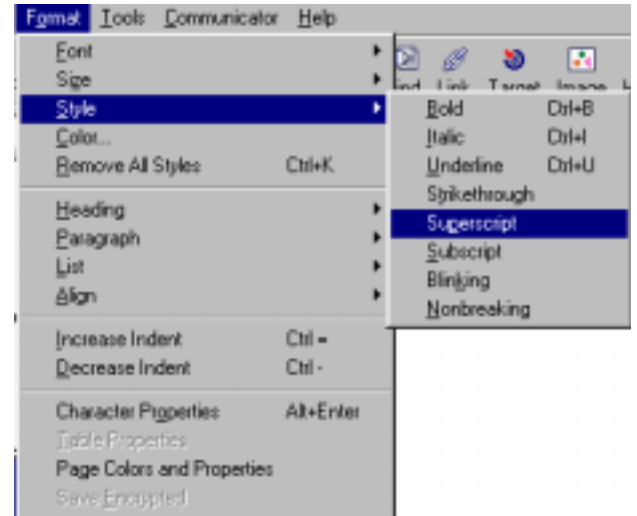 Format Tools Communicator Help
Font
Size
Style
Color...
Remove All Styles Ctrl+K
Heading
Paragraph
List
Align
Increase Indent Ctrl =
Decrease Indent Ctrl -
Character Properties Alt+Enter
Table Properties
Page Colors and Properties
Save Encrypted
ind Link Target Image
Bold Ctrl+B
Italic Ctrl+I
Underline Ctrl+U
Strikethrough
Superscript
Subscript
Blinking
Nonbreaking